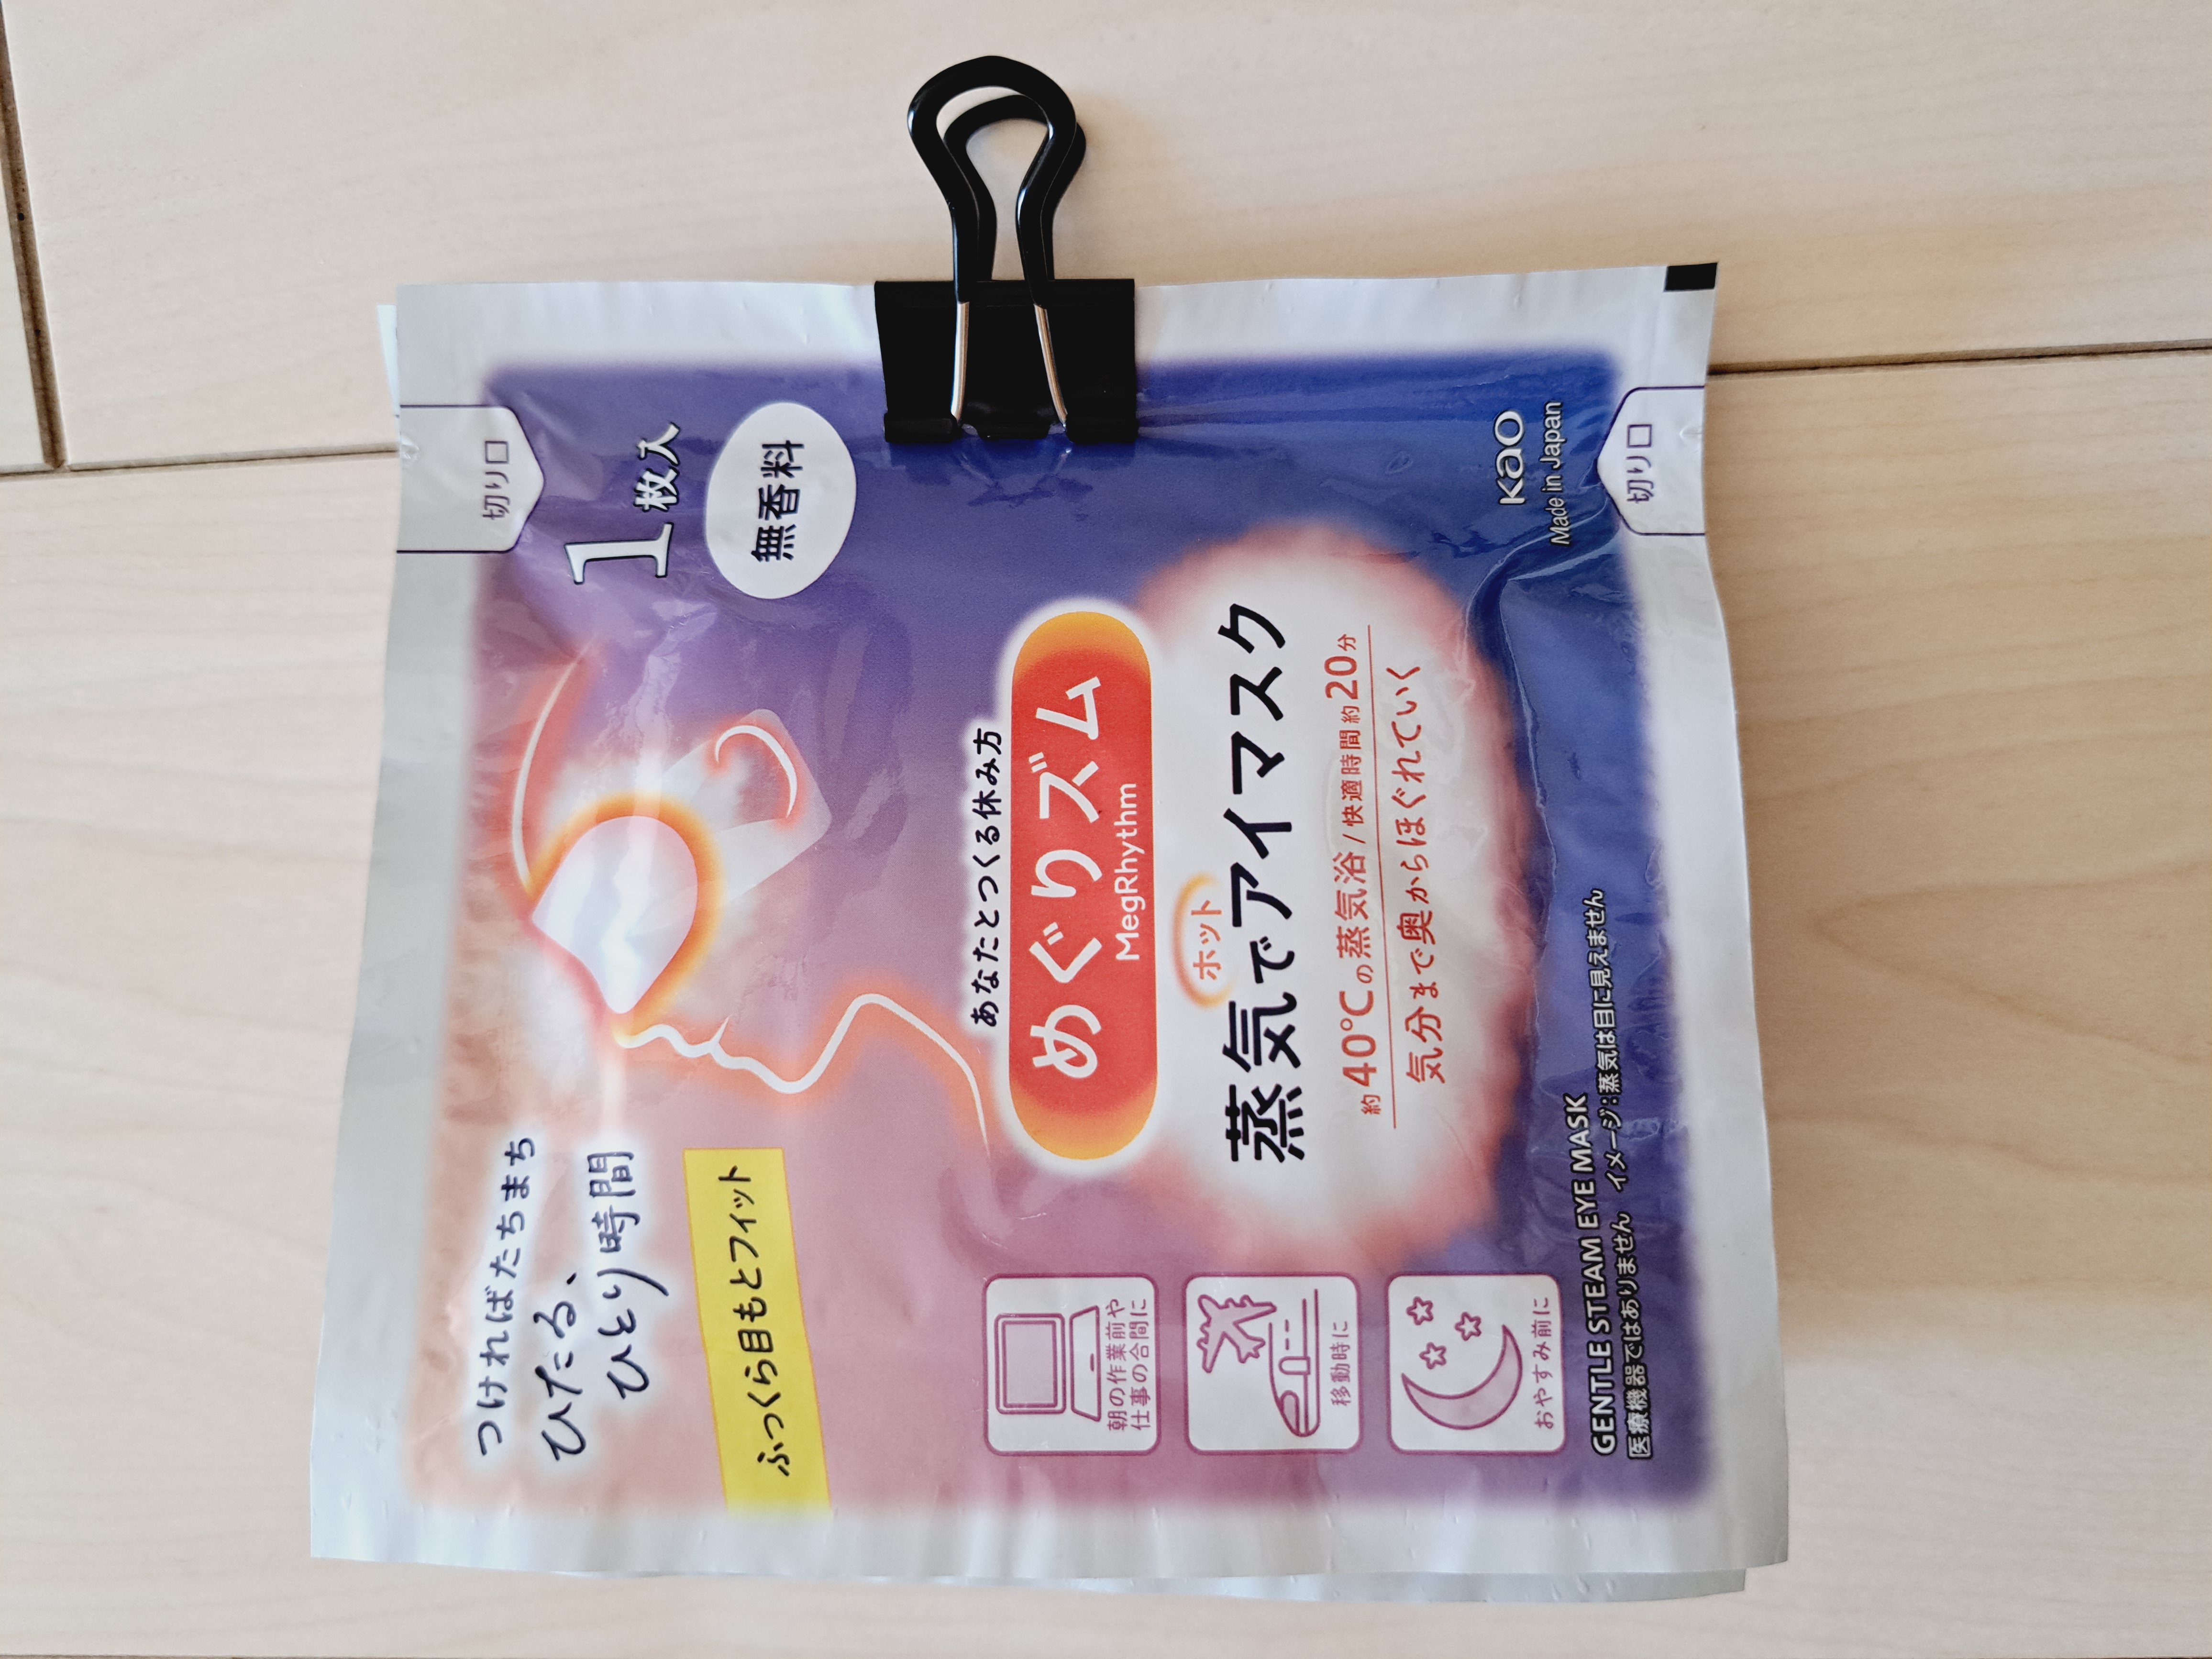 つければたちまち
ひたる、
ひとり時間
ふっくら目もとフィット
切り口
1枚入
無香料
あなたとつくる休み方
めぐりズム
MegRhythm
ホット
蒸気でアイマスク
約40℃の蒸気浴/快適時間約20分
気分まで奥からほぐれていく
朝の作業前や
仕事の合間に
移動時に
おやすみ前に
Kao
Made in Japan
切り口
GENTLE STEAM EYE MASK
医療機器ではありません イメージ:蒸気は目に見えません